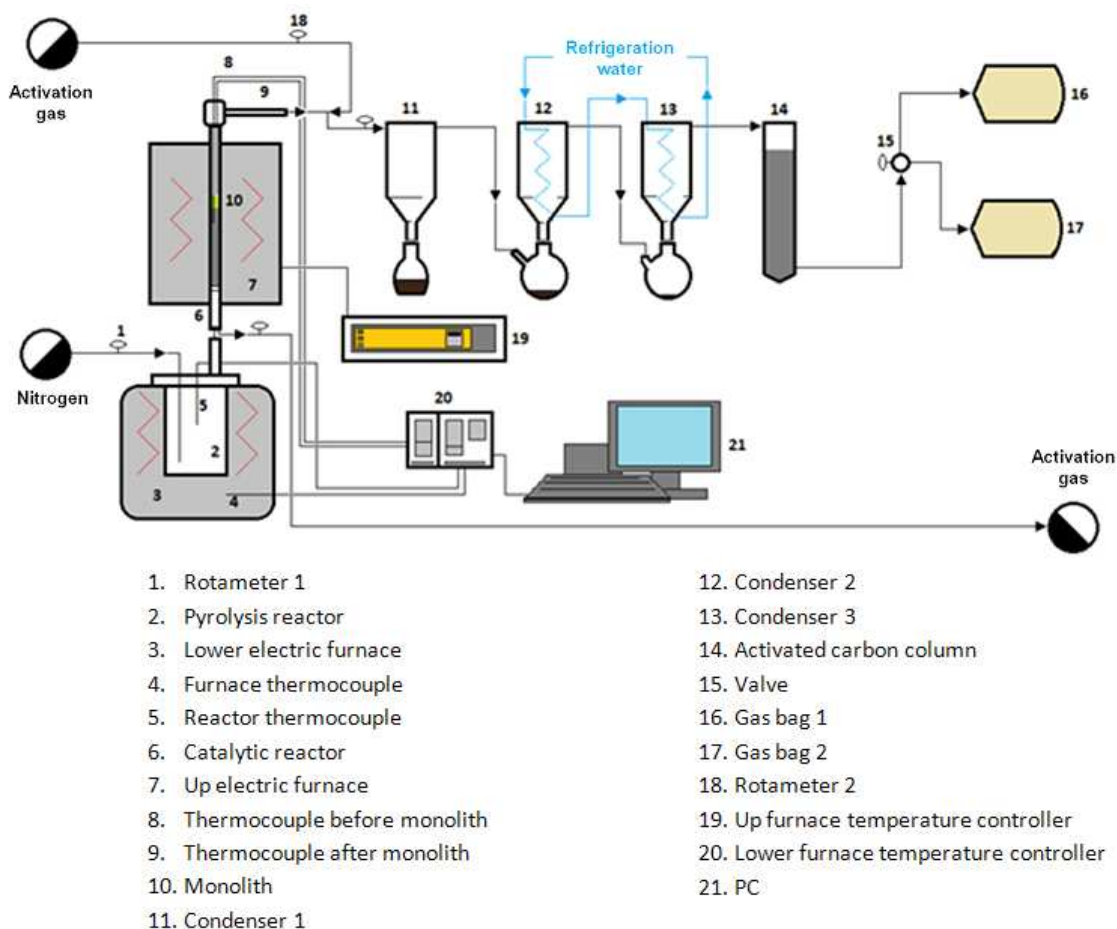 18
8
Refrigeration
water
Activation
gas
9
11
12
13
14
16
15
10
17
7
6
1
19
Nitrogen
5
20
2
21
Activation
gas
3
4
1. Rotameter 1
2. Pyrolysis reactor
3. Lower electric furnace
4. Furnace thermocouple
5. Reactor thermocouple
6. Catalytic reactor
7. Up electric furnace
8. Thermocouple before monolith
9. Thermocouple after monolith
10. Monolith
11. Condenser 1
12. Condenser 2
13. Condenser 3
14. Activated carbon column
15. Valve
16. Gas bag 1
17. Gas bag 2
18. Rotameter 2
19. Up furnace temperature controller
20. Lower furnace temperature controller
21. PC